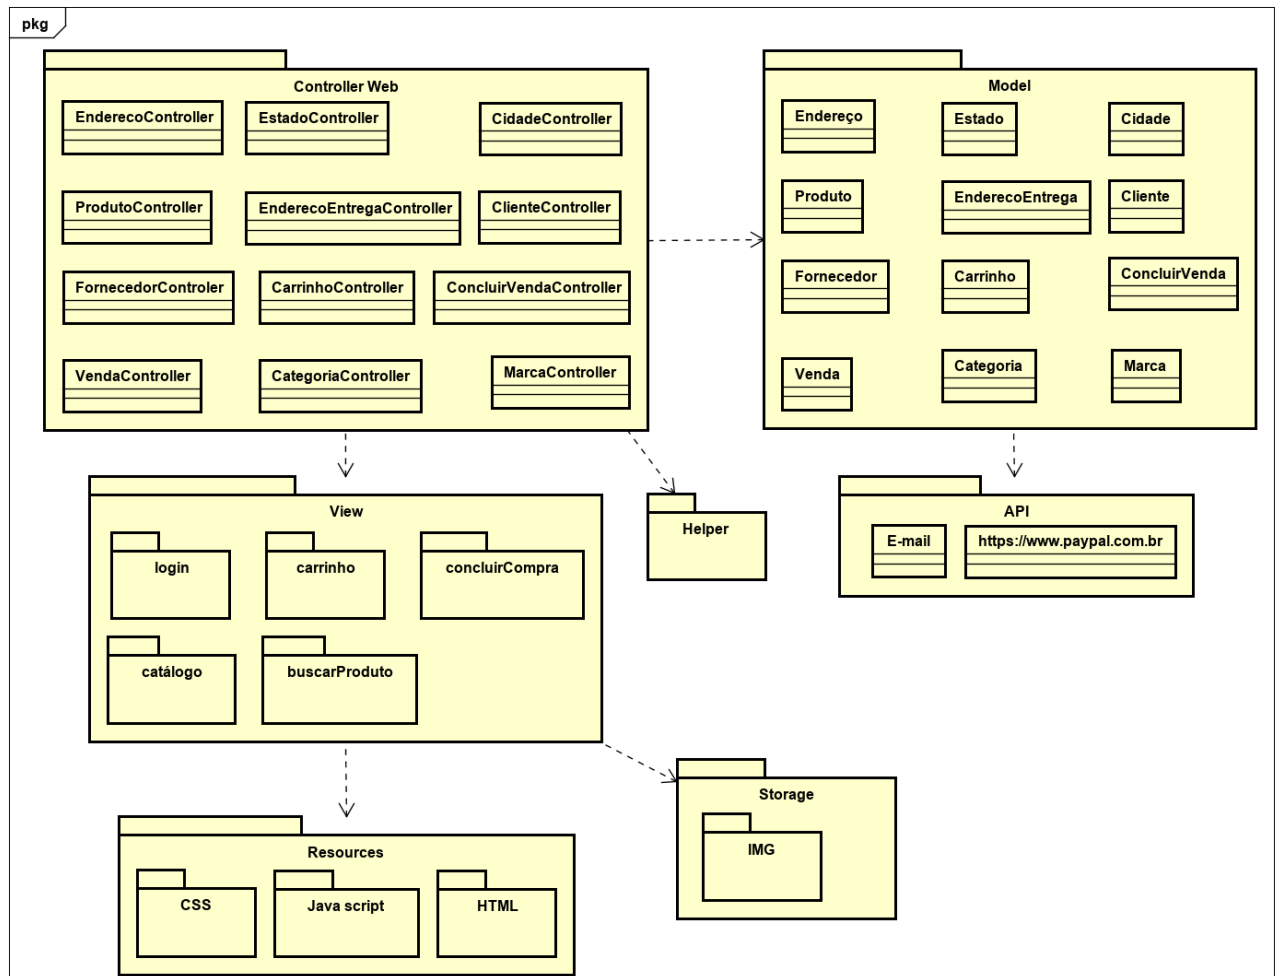 pkg
Controller Web
EnderecoController
EstadoController
CidadeController
ProdutoController
EnderecoEntregaController
ClienteController
FornecedorControler
CarrinhoController
ConcluirVendaController
VendaController
CategoriaController
MarcaController
Model
Endereço
Estado
Cidade
Produto
EnderecoEntrega
Cliente
Fornecedor
Carrinho
ConcluirVenda
Venda
Categoria
Marca
View
login
carrinho
concluirCompra
catálogo
buscarProduto
Helper
API
E-mail
https://www.paypal.com.br
Storage
IMG
Resources
CSS
Java script
HTML